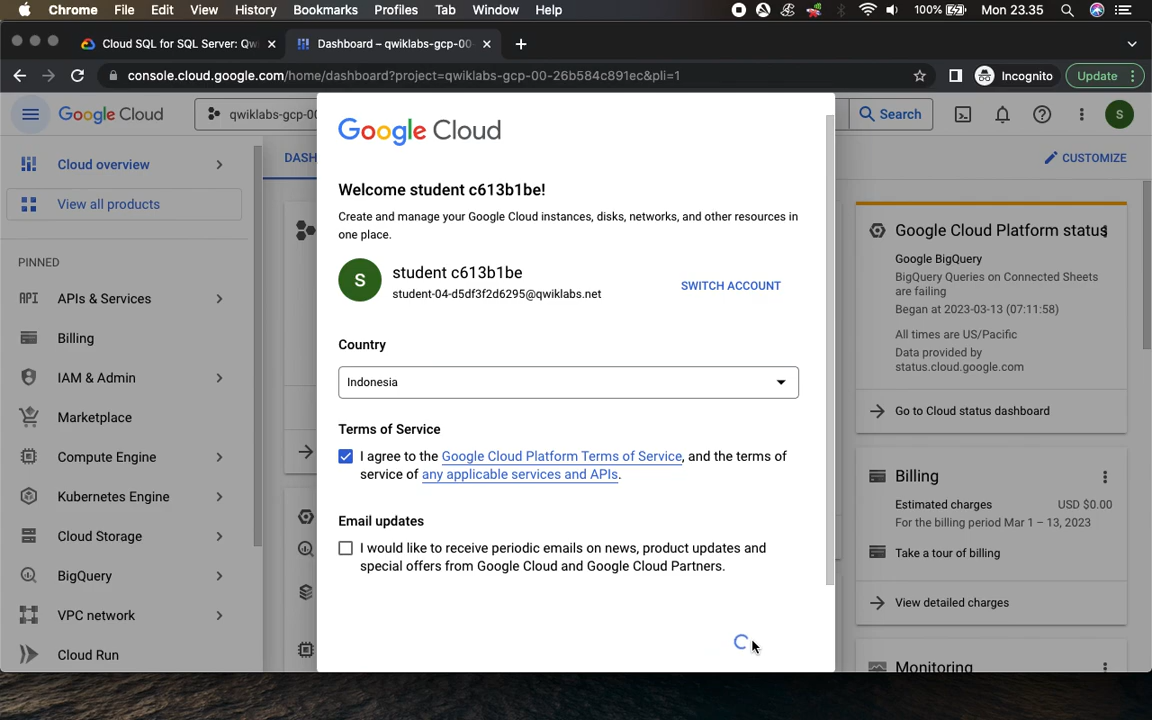 Chrome File Edit View History Bookmarks Profiles Tab Window Help 100% Mon 23.35
Cloud SQL for SQL Server: Qw Dashboard – qwiklabs-gcp-00
console.cloud.google.com/home/dashboard?project=qwiklabs-gcp-00-26b584c891ec&pli=1 Incognito Update
Google Cloud qwiklabs-gcp-00 Search S
Cloud overview
View all products
PINNED
API APIs & Services
Billing
IAM & Admin
Marketplace
Compute Engine
Kubernetes Engine
Cloud Storage
BigQuery
VPC network
Cloud Run
DASH
CUSTOMIZE
Google Cloud
Welcome student c613b1be!
Create and manage your Google Cloud instances, disks, networks, and other resources in
one place.
S
student c613b1be
student-04-d5df3f2d6295@qwiklabs.net
SWITCH ACCOUNT
Country
Indonesia
Terms of Service
I agree to the Google Cloud Platform Terms of Service, and the terms of
service of any applicable services and APIs.
Email updates
I would like to receive periodic emails on news, product updates and
special offers from Google Cloud and Google Cloud Partners.
Google Cloud Platform status
Google BigQuery
BigQuery Queries on Connected Sheets
are failing
Began at 2023-03-13 (07:11:58)
All times are US/Pacific
Data provided by
status.cloud.google.com
Go to Cloud status dashboard
Billing
Estimated charges USD $0.00
For the billing period Mar 1 – 13, 2023
Take a tour of billing
View detailed charges
Monitoring